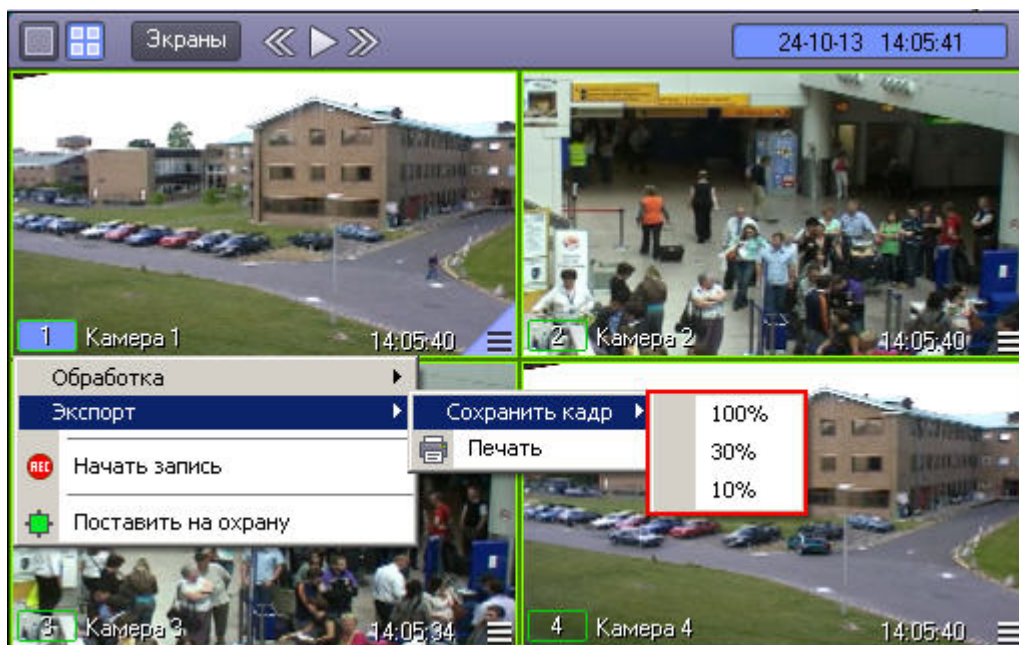 Экраны
24-10-13 14:05:41
1 Камера 1 14:05:40
2 Камера 2 14:05:40
Обработка
Экспорт
Сохранить кадр
100%
Печать
30%
10%
REC Начать запись
Поставить на охрану
3 Камера 3 14:05:34
4 Камера 4 14:05:40